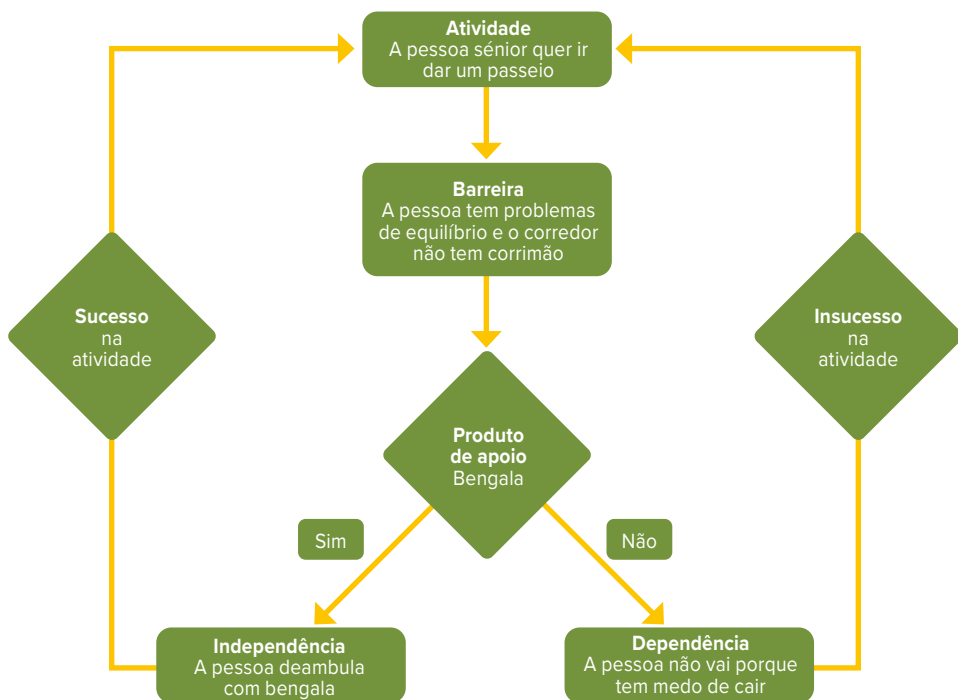 Atividade
A pessoa sénior quer ir
dar um passeio
Barreira
A pessoa tem problemas
de equilíbrio e o corredor
não tem corrimão
Sucesso
na
atividade
Insucesso
na
atividade
Produto
de apoio
Bengala
Sim
Não
Independência
A pessoa deambula
com bengala
Dependência
A pessoa não vai porque
tem medo de cair